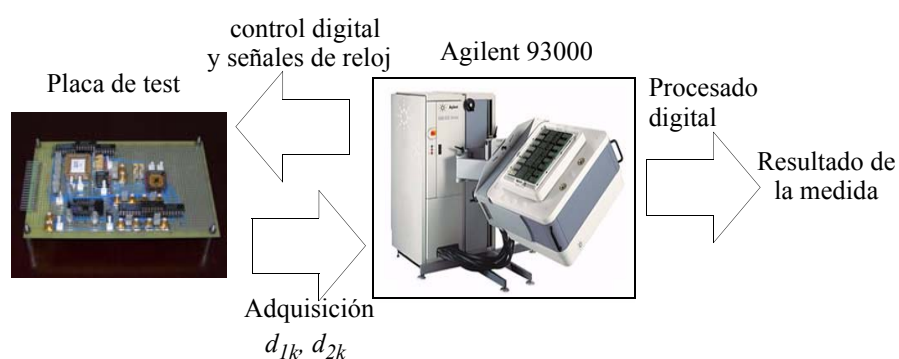 control digital
y señales de reloj
Agilent 93000
Placa de test
Procesado
digital
Resultado de
la medida
Adquisición
d1k, d2k